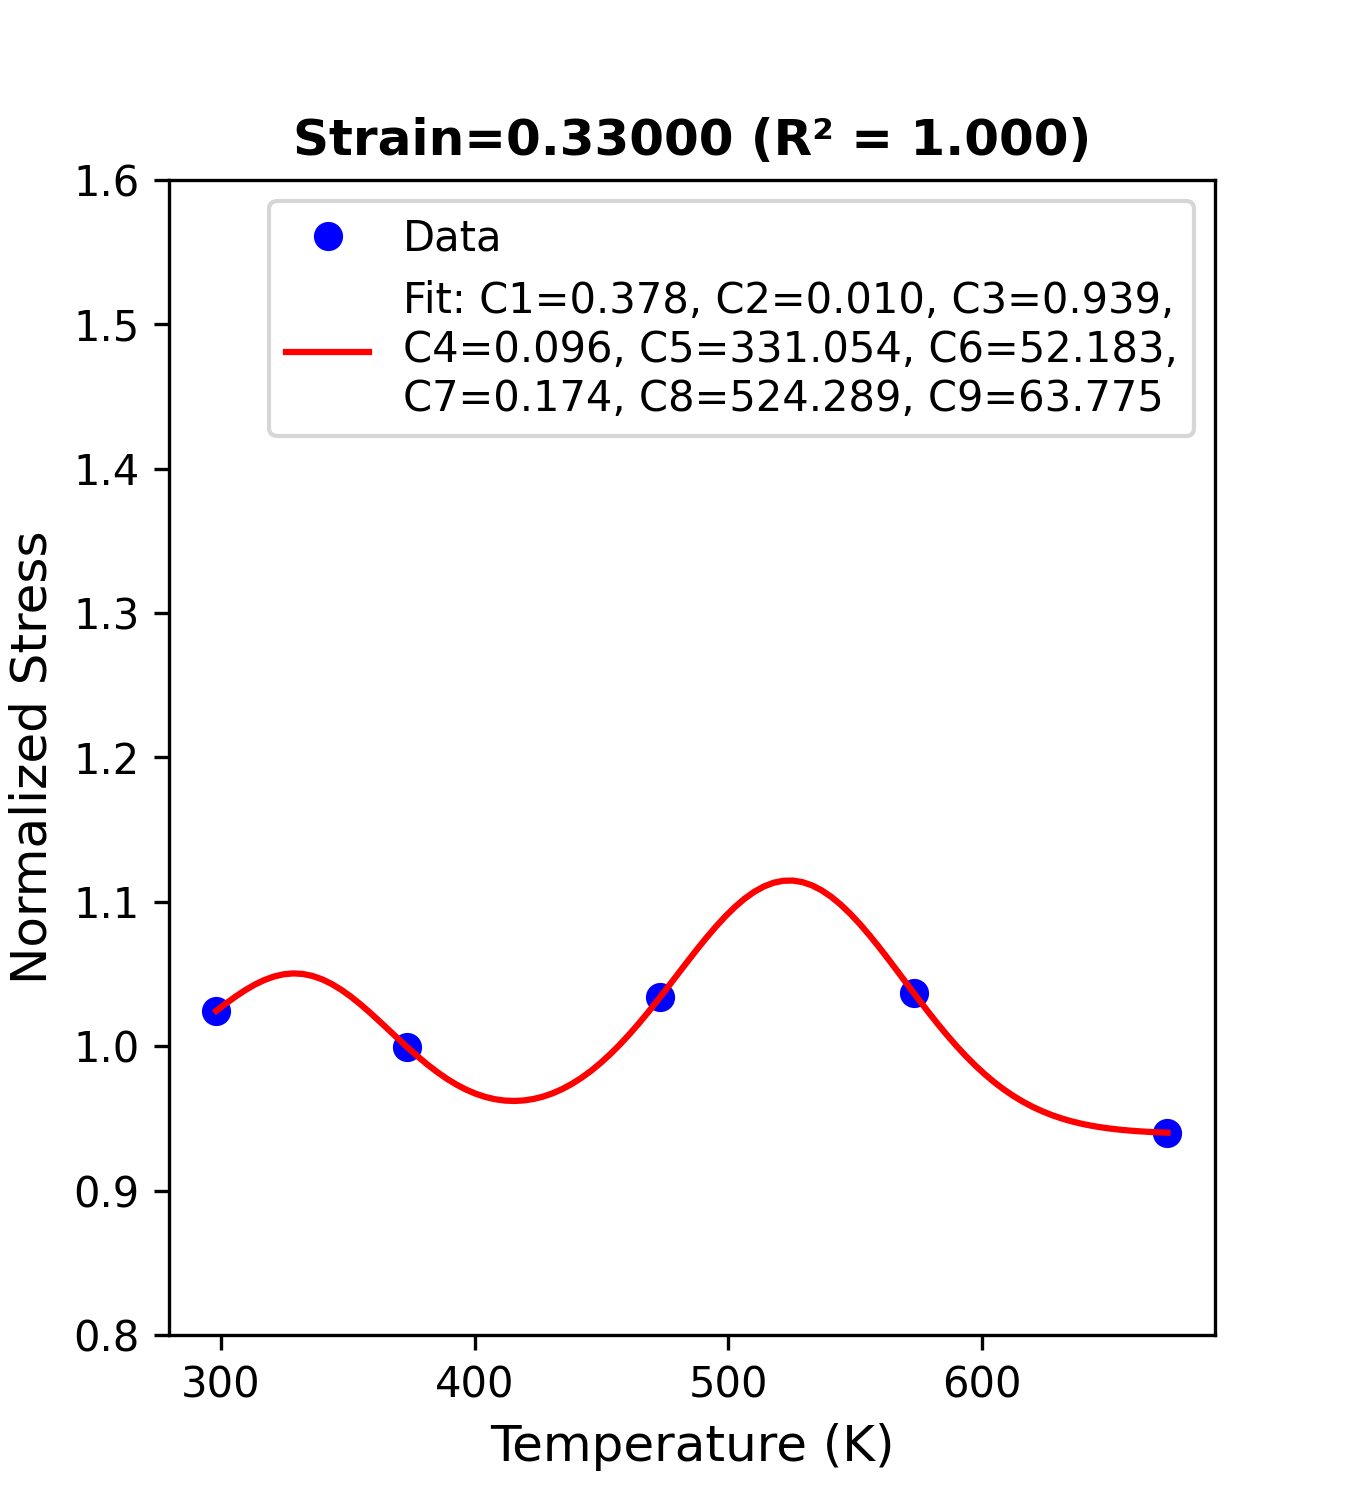 Strain=0.33000 (R² = 1.000)
1.6
1.5
1.4
1.3
1.2
1.1
1.0
0.9
0.8
Normalized Stress
Data
Fit: C1=0.378, C2=0.010, C3=0.939,
C4=0.096, C5=331.054, C6=52.183,
C7=0.174, C8=524.289, C9=63.775
300 400 500 600
Temperature (K)